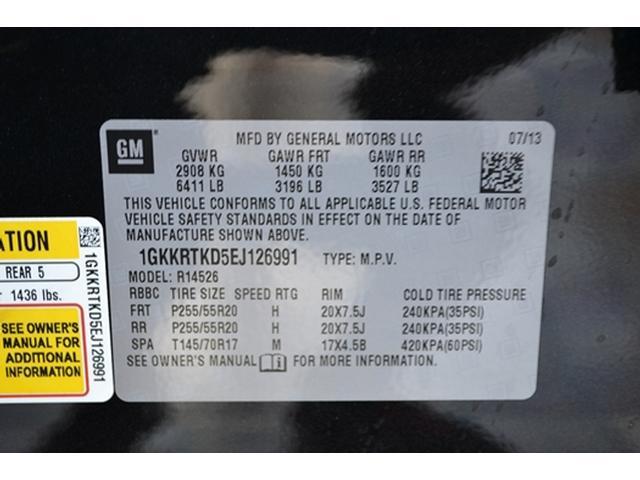 GM
MFD BY GENERAL MOTORS LLC 07/13
GVWR GAWR FRT GAWR RR
2908 KG 1450 KG 1600 KG
6411 LB 3196 LB 3527 LB
THIS VEHICLE CONFORMS TO ALL APPLICABLE U.S. FEDERAL MOTOR
VEHICLE SAFETY STANDARDS IN EFFECT ON THE DATE OF
MANUFACTURE SHOWN ABOVE.
1GKKRTKD5EJ126991 TYPE: M.P.V.
MODEL: R14526
RBBC TIRE SIZE SPEED RTG RIM COLD TIRE PRESSURE
FRT P255/55R20 H 20X7.5J 240KPA(35PSI)
RR P255/55R20 H 20X7.5J 240KPA(35PSI)
SPA T145/70R17 M 17X4.5B 420KPA(60PSI)
SEE OWNER'S MANUAL FOR MORE INFORMATION
ATION
REAR 5
1436 lbs.
SEE OWNER'S
MANUAL FOR
ADDITIONAL
INFORMATION
1GKKRTKD5EJ126991